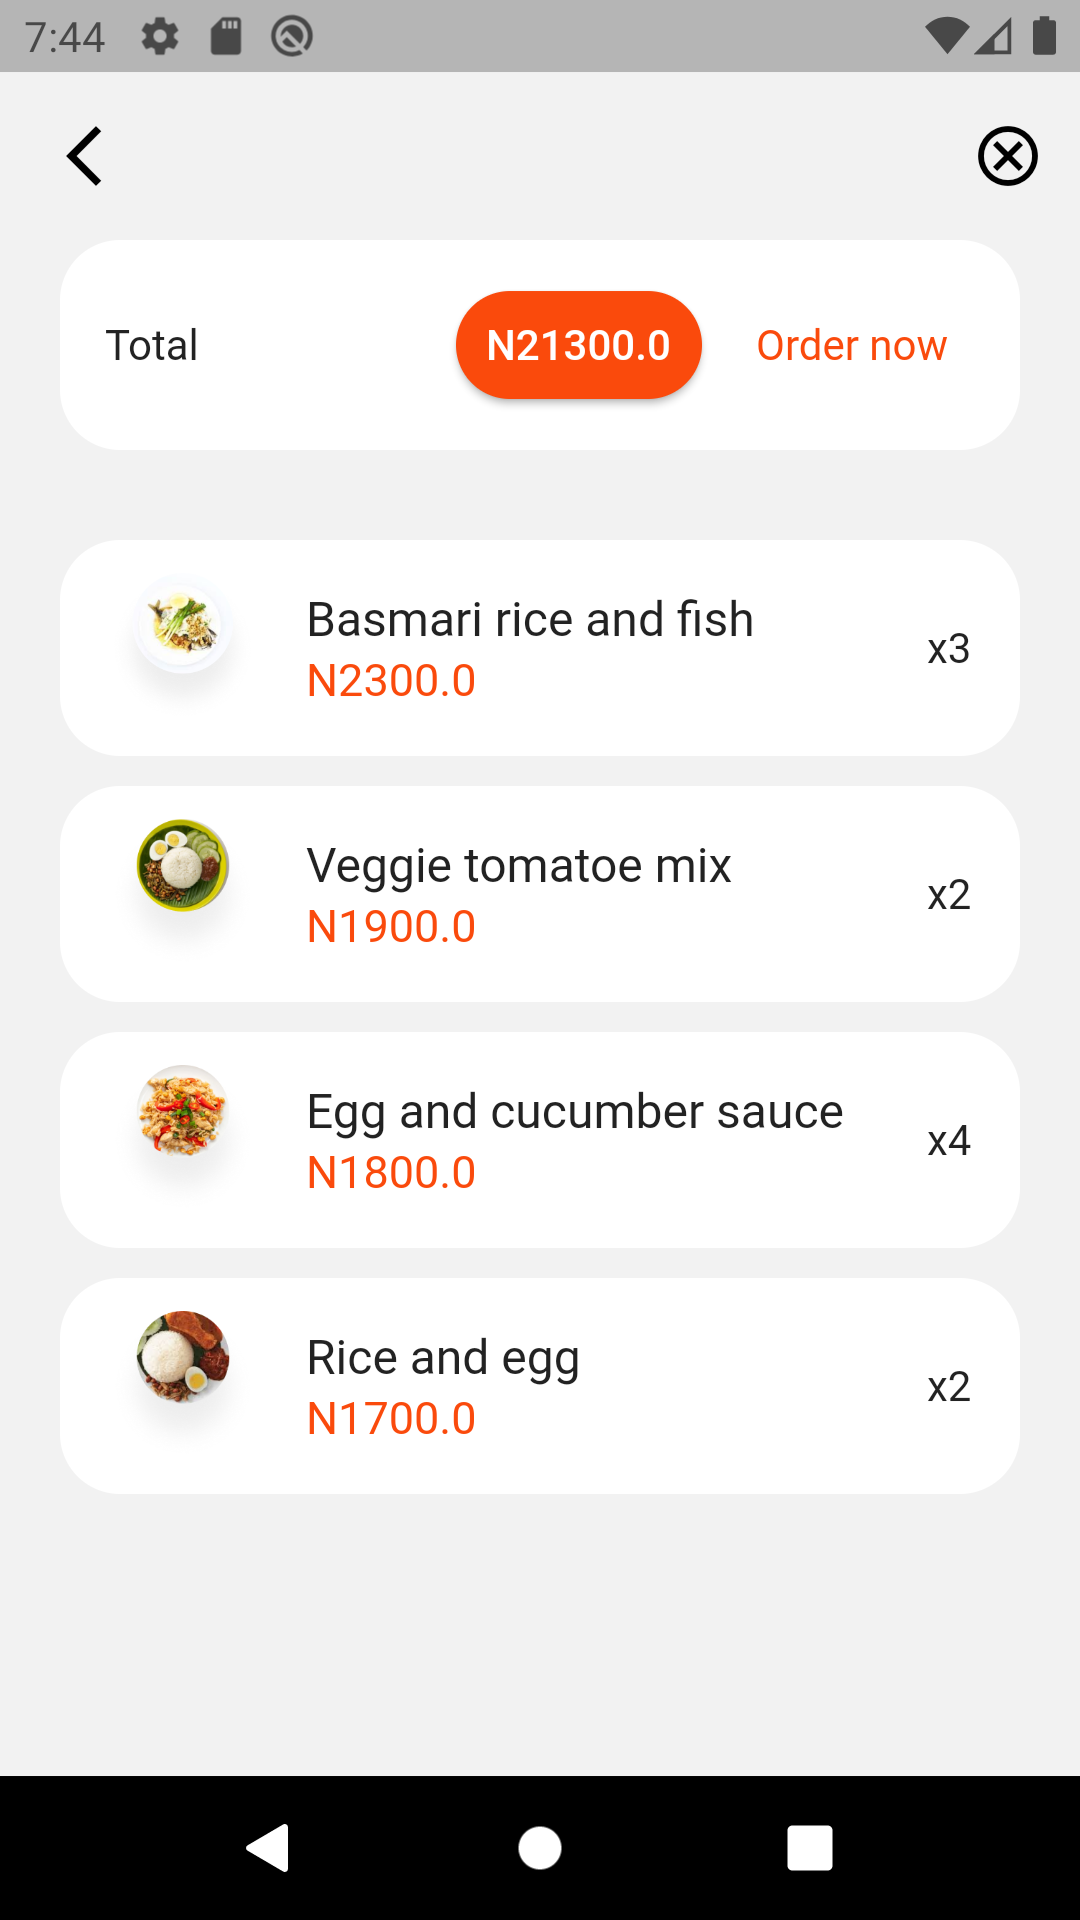 7:44
Total
N21300.0
Order now
Basmari rice and fish
N2300.0
x3
Veggie tomatoe mix
N1900.0
x2
Egg and cucumber sauce
N1800.0
x4
Rice and egg
N1700.0
x2